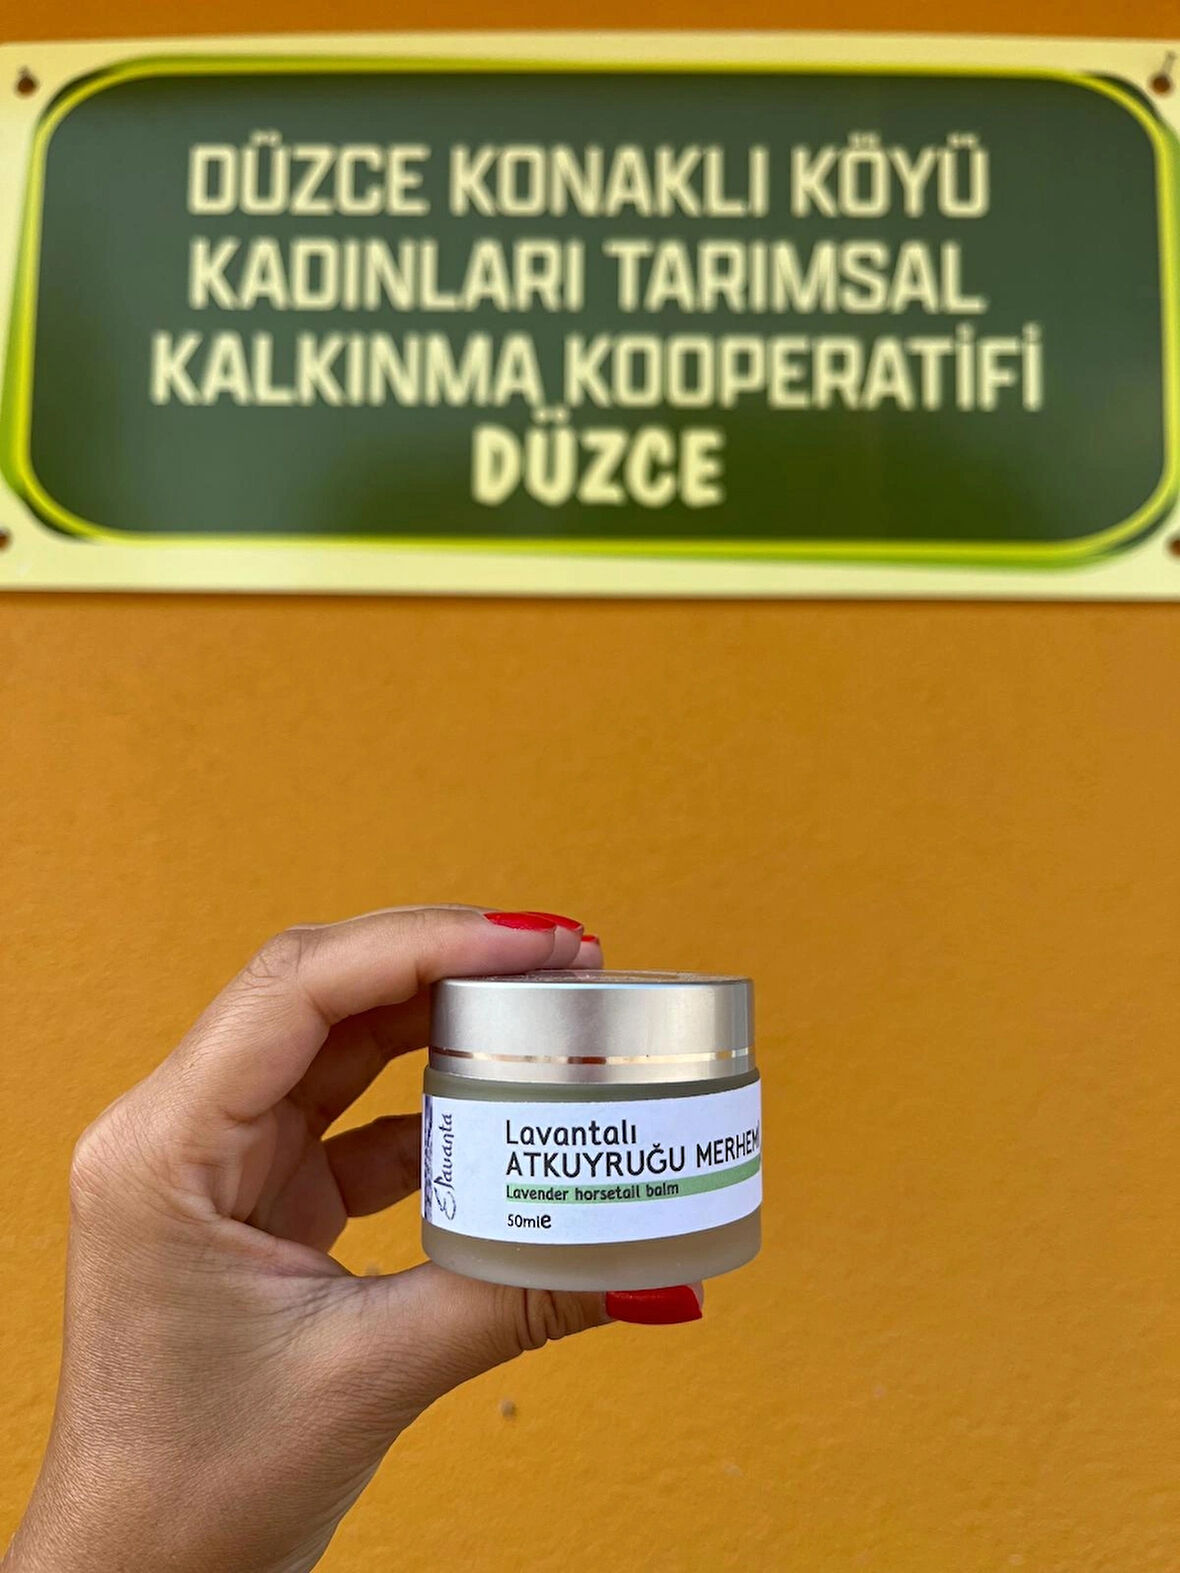 DÜZCE KONAKLI KÖYÜ
KADINLARI TARIMSAL
KALKINMA KOOPERATİFİ
DÜZCE
Lavantalı
ATKUYRUĞU MERHEMİ
Lavender horsetail balm
50ml℮